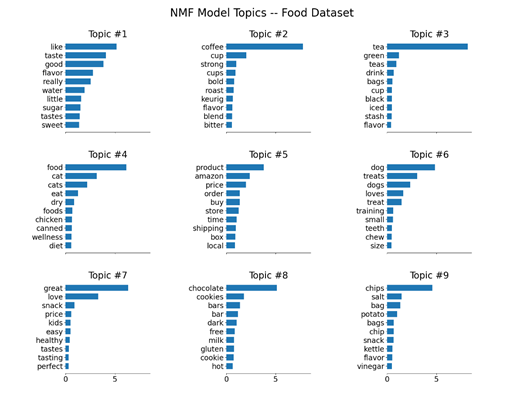 NMF Model Topics -- Food Dataset
Topic #1
like
taste
good
flavor
really
water
little
sugar
tastes
sweet
Topic #2
coffee
cup
strong
cups
bold
roast
keurig
flavor
blend
bitter
Topic #3
tea
green
teas
drink
bags
cup
black
iced
stash
flavor
Topic #4
food
cat
cats
eat
dry
foods
chicken
canned
wellness
diet
Topic #5
product
amazon
price
order
buy
store
time
shipping
box
local
Topic #6
dog
treats
dogs
loves
treat
training
small
teeth
chew
size
Topic #7
great
love
snack
price
kids
easy
healthy
tastes
tasting
perfect
0 5
Topic #8
chocolate
cookies
bars
bar
dark
free
milk
gluten
cookie
hot
0 5
Topic #9
chips
salt
bag
potato
bags
chip
snack
kettle
flavor
vinegar
0 5